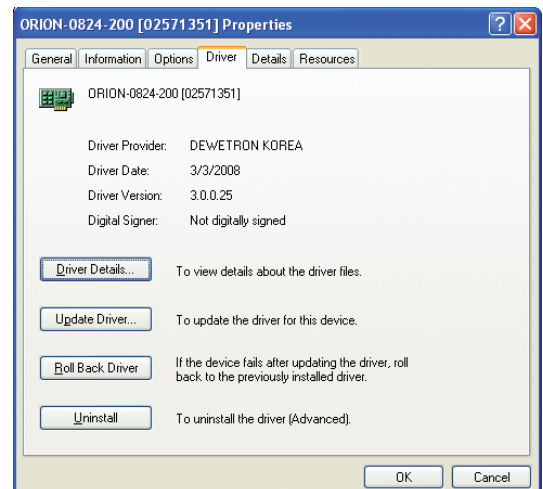 ORION-0824-200 [02571351] Properties
General Information Options Driver Details Resources
ORION-0824-200 [02571351]
Driver Provider: DEWETRON KOREA
Driver Date: 3/3/2008
Driver Version: 3.0.0.25
Digital Signer: Not digitally signed
Driver Details... To view details about the driver files.
Update Driver... To update the driver for this device.
Roll Back Driver If the device fails after updating the driver, roll
back to the previously installed driver.
Uninstall To uninstall the driver (Advanced).
OK Cancel